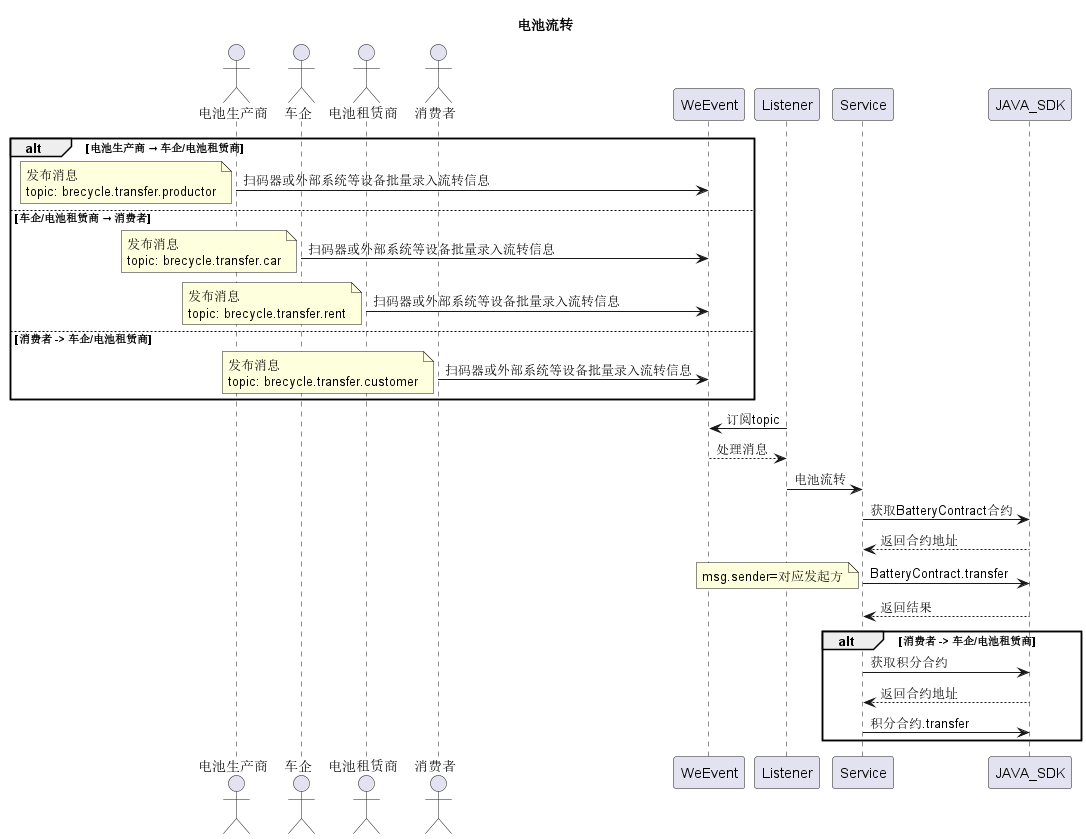 电池流转
电池生产商
车企
电池租赁商
消费者
WeEvent
Listener
Service
JAVA_SDK
alt
[电池生产商 → 车企/电池租赁商]
发布消息
topic: brecycle.transfer.productor
扫码器或外部系统等设备批量录入流转信息
[车企/电池租赁商 → 消费者]
发布消息
topic: brecycle.transfer.car
扫码器或外部系统等设备批量录入流转信息
发布消息
topic: brecycle.transfer.rent
扫码器或外部系统等设备批量录入流转信息
[消费者 -> 车企/电池租赁商]
发布消息
topic: brecycle.transfer.customer
扫码器或外部系统等设备批量录入流转信息
订阅topic
处理消息
电池流转
获取BatteryContract合约
返回合约地址
msg.sender=对应发起方
BatteryContract.transfer
返回结果
alt
[消费者 -> 车企/电池租赁商]
获取积分合约
返回合约地址
积分合约.transfer
电池生产商
车企
电池租赁商
消费者
WeEvent
Listener
Service
JAVA_SDK